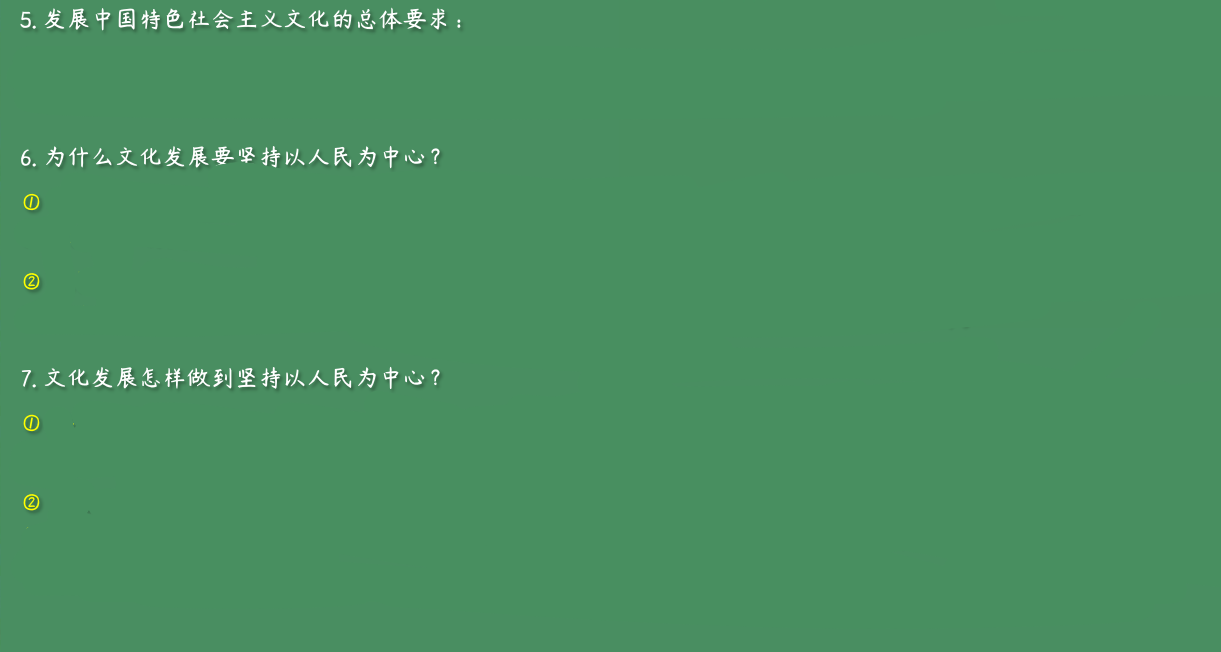 5. 发展中国特色社会主义文化的总体要求：
6. 为什么文化发展要坚持以人民为中心？
①
②
7. 文化发展怎样做到坚持以人民为中心？
①
②